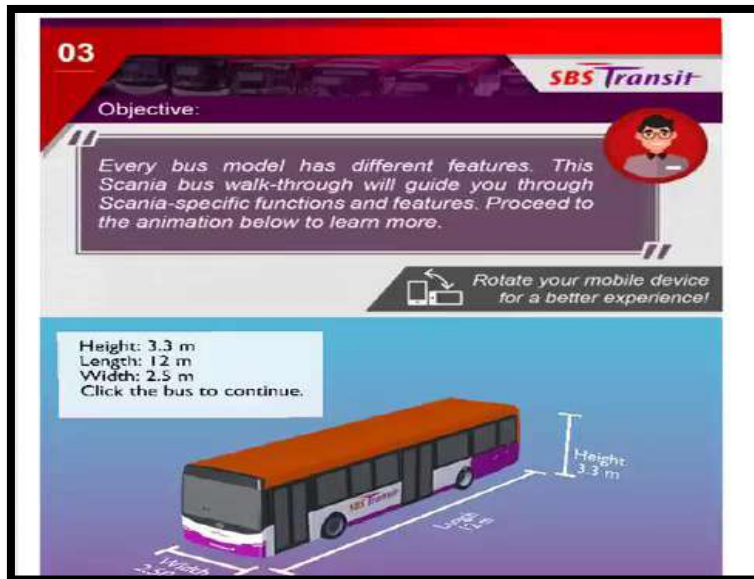 03
SBS Transit
Objective:
Every bus model has different features. This
Scania bus walk-through will guide you through
Scania-specific functions and features. Proceed to
the animation below to learn more.
Rotate your mobile device
for a better experience!
Height: 3.3 m
Length: 12 m
Width: 2.5 m
Click the bus to continue.
Height
3.3 m
SBS Transit
Length
12 m
Width